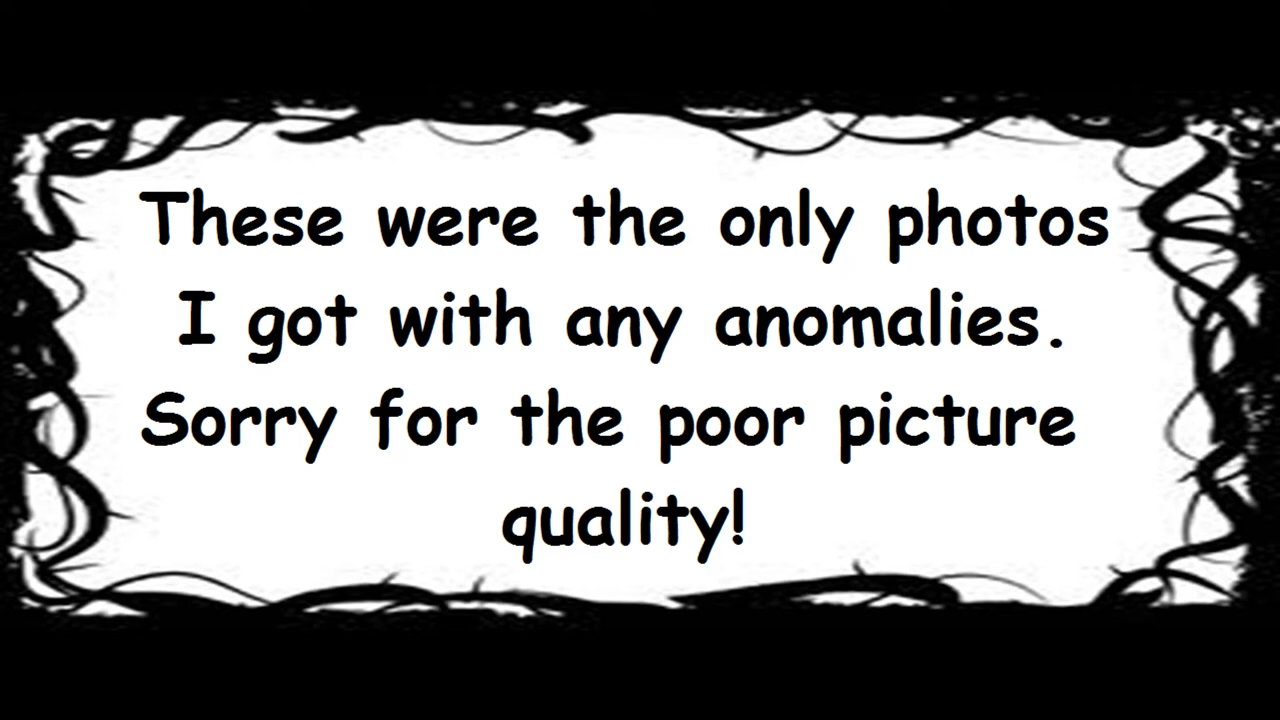 These were the only photos
I got with any anomalies.
Sorry for the poor picture
quality!